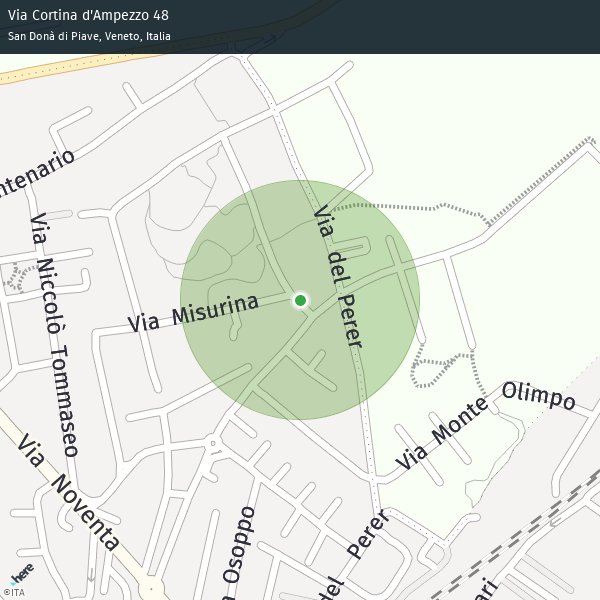 Via Cortina d'Ampezzo 48
San Donà di Piave, Veneto, Italia
ntenario
Via Niccolò Tommaseo
Via del Perer
Via Misurina
Via Monte Olimpo
Via Noventa
a Osoppo
del Perer
ari
here
©ITA